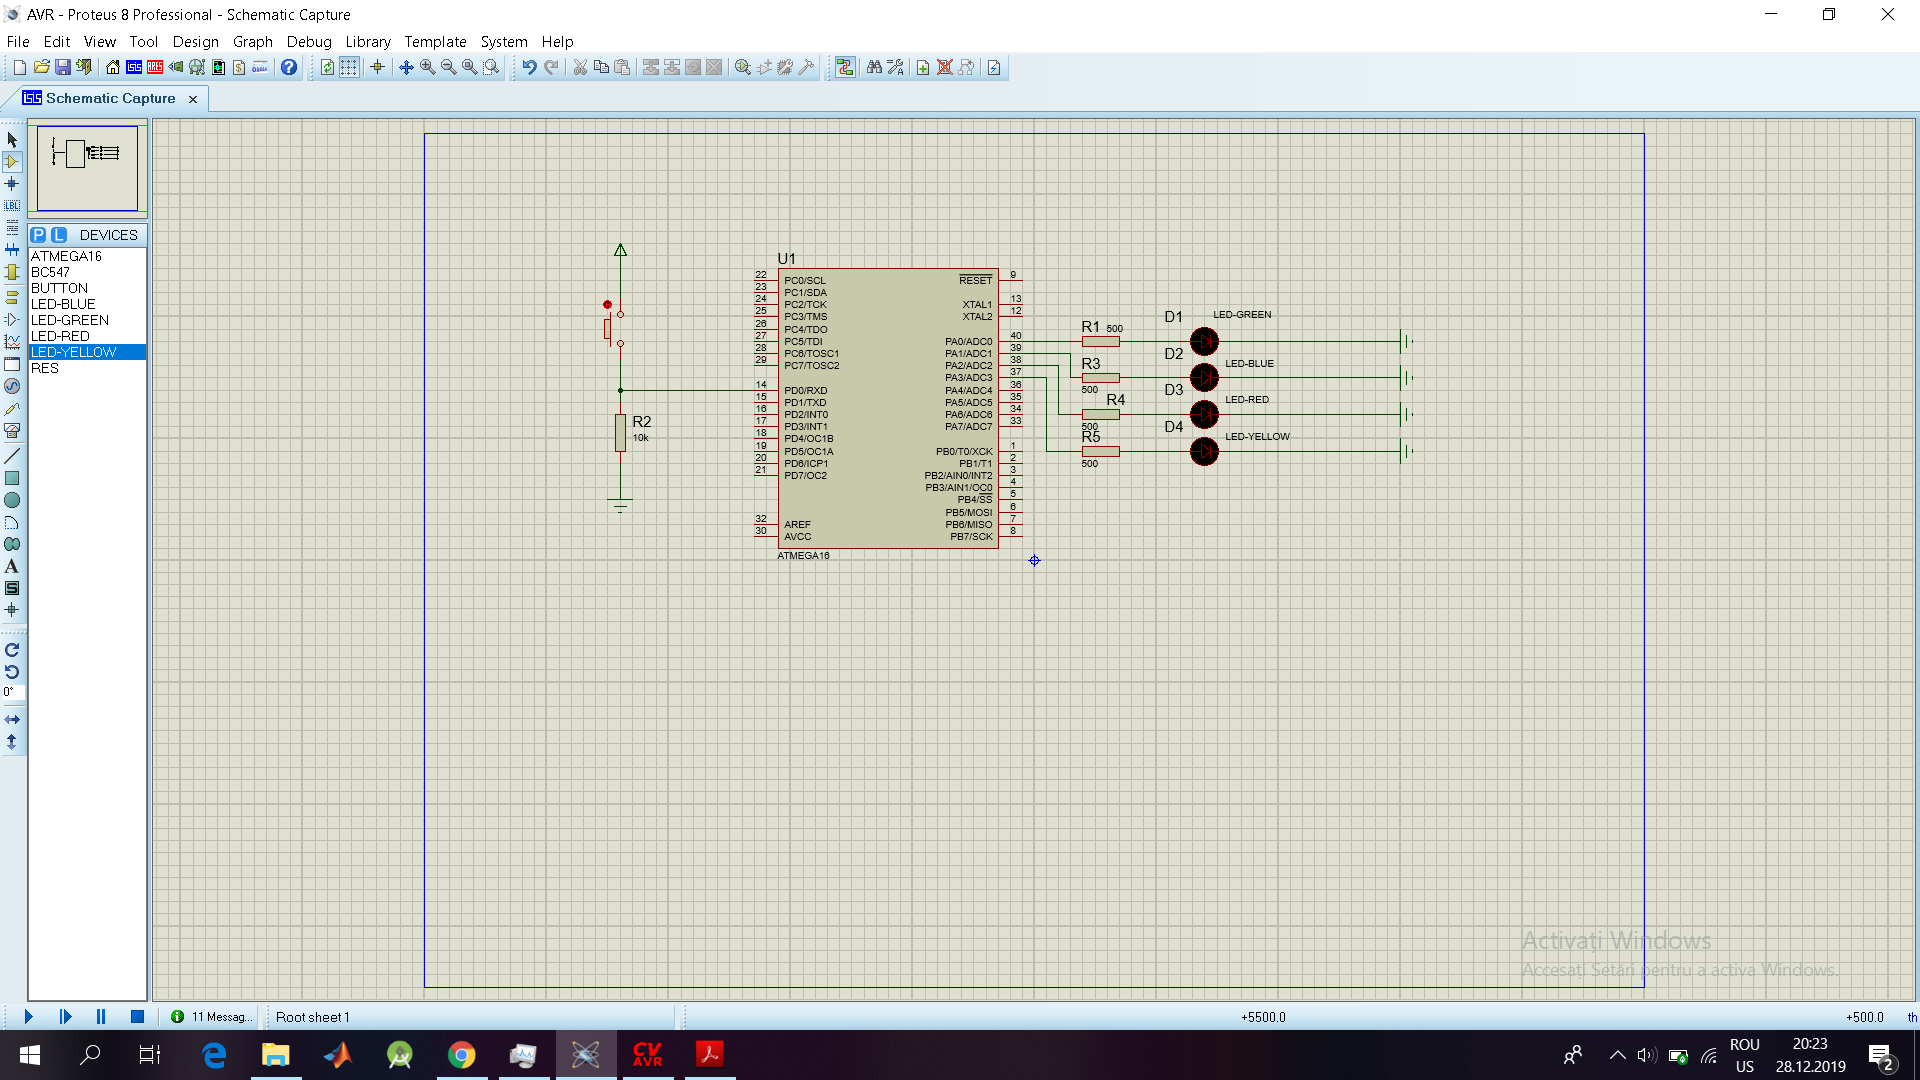 AVR - Proteus 8 Professional - Schematic Capture
File Edit View Tool Design Graph Debug Library Template System Help
Schematic Capture
P L DEVICES
ATMEGA16
BC547
BUTTON
LED-BLUE
LED-GREEN
LED-RED
LED-YELLOW
RES
LBL
A
S
0°
R2
10k
U1
22 PC0/SCL
23 PC1/SDA
24 PC2/TCK
25 PC3/TMS
26 PC4/TDO
27 PC5/TDI
28 PC6/TOSC1
29 PC7/TOSC2
14 PD0/RXD
15 PD1/TXD
16 PD2/INT0
17 PD3/INT1
18 PD4/OC1B
19 PD5/OC1A
20 PD6/ICP1
21 PD7/OC2
32 AREF
30 AVCC
RESET 9
XTAL1 13
XTAL2 12
PA0/ADC0 40
PA1/ADC1 39
PA2/ADC2 38
PA3/ADC3 37
PA4/ADC4 36
PA5/ADC5 35
PA6/ADC6 34
PA7/ADC7 33
PB0/T0/XCK 1
PB1/T1 2
PB2/AIN0/INT2 3
PB3/AIN1/OC0 4
PB4/SS 5
PB5/MOSI 6
PB6/MISO 7
PB7/SCK 8
ATMEGA16
R1 500
R3
500
R4
500
R5
500
D1 LED-GREEN
D2 LED-BLUE
D3 LED-RED
D4 LED-YELLOW
Activați Windows
Accesați Setări pentru a activa Windows.
11 Messag... Root sheet 1 +5500.0 +500.0 th
CV
AVR
ROU
US
20:23
28.12.2019
2